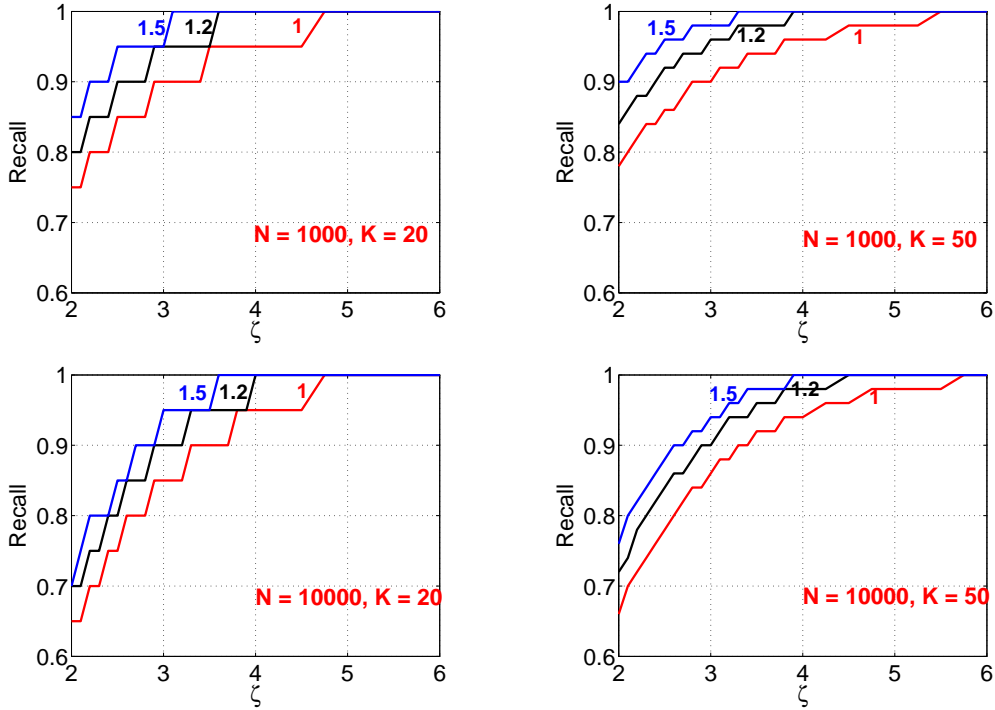 1
0.9
0.8
0.7
0.6
Recall
1.5
1.2
1
N = 1000, K = 20
2 3 4 5 6
ζ
1
0.9
0.8
0.7
0.6
Recall
1.5
1.2
1
N = 1000, K = 50
2 3 4 5 6
ζ
1
0.9
0.8
0.7
0.6
Recall
1.5
1.2
1
N = 10000, K = 20
2 3 4 5 6
ζ
1
0.9
0.8
0.7
0.6
Recall
1.5
1.2
1
N = 10000, K = 50
2 3 4 5 6
ζ